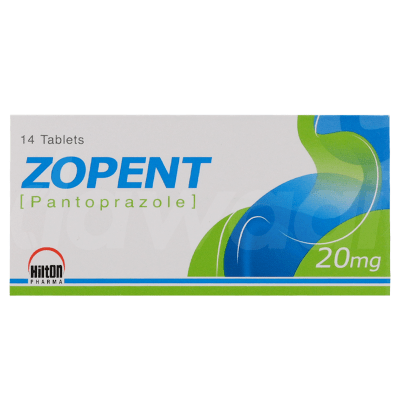 14 Tablets
ZOPENT
[Pantoprazole]
20mg
HiltON
PHARMA